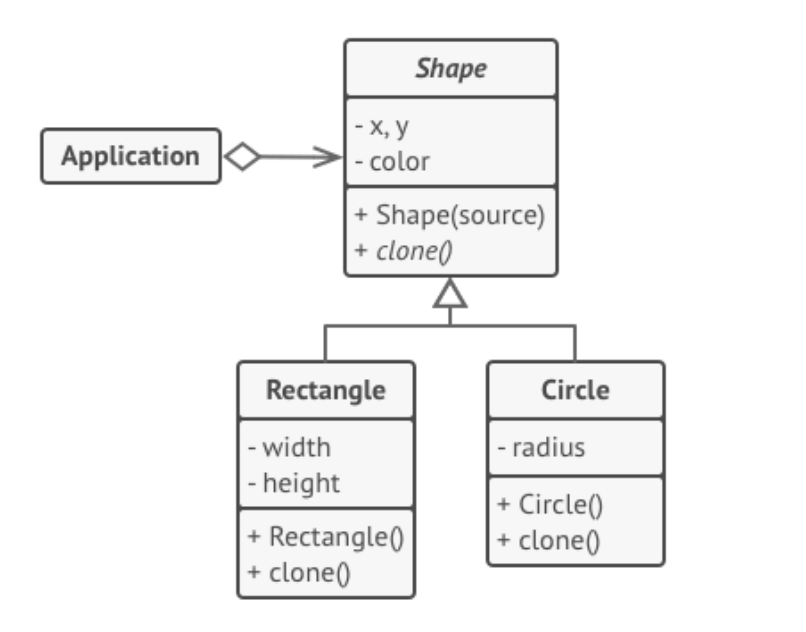 Shape
- x, y
- color
+ Shape(source)
+ clone()
Application
Rectangle
- width
- height
+ Rectangle()
+ clone()
Circle
- radius
+ Circle()
+ clone()